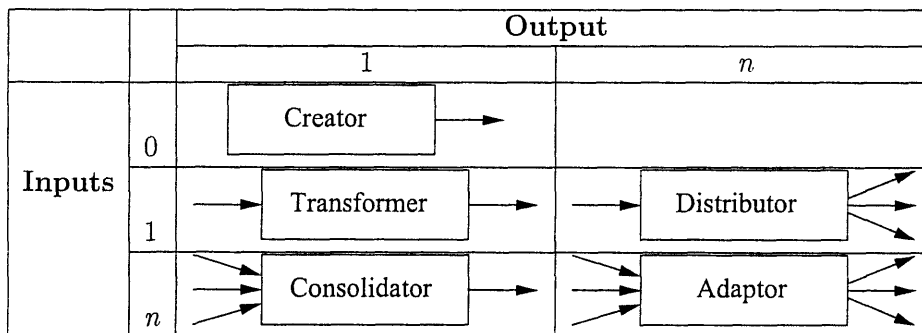 Output
1 n
Creator
0
Inputs
Transformer Distributor
1
Consolidator Adaptor
n